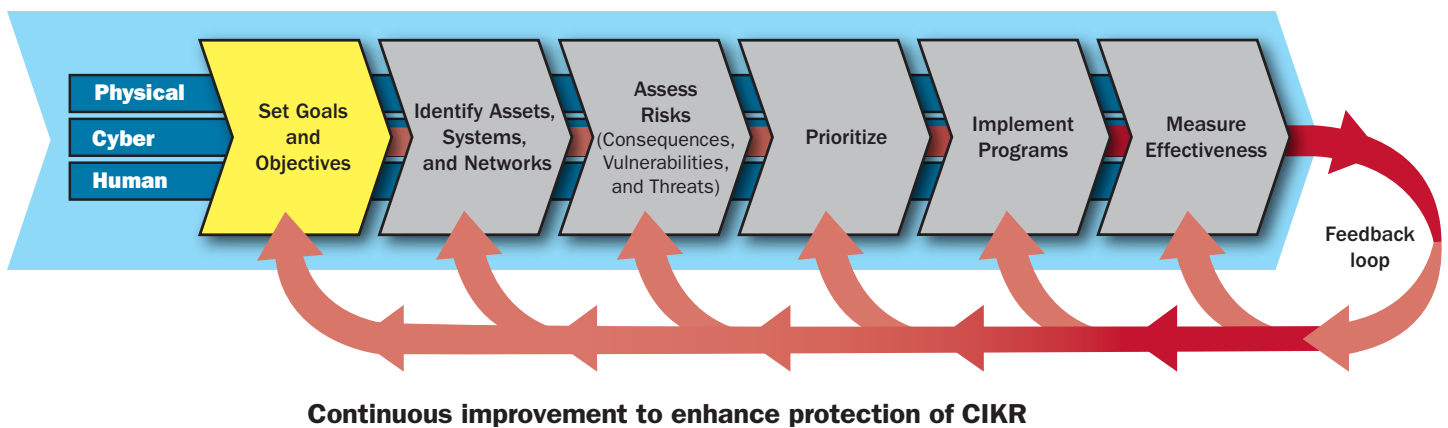 Physical
Cyber
Human
Set Goals
and
Objectives
Identify Assets,
Systems,
and Networks
Assess
Risks
(Consequences,
Vulnerabilities,
and Threats)
Prioritize
Implement
Programs
Measure
Effectiveness
Feedback
loop
Continuous improvement to enhance protection of CIKR